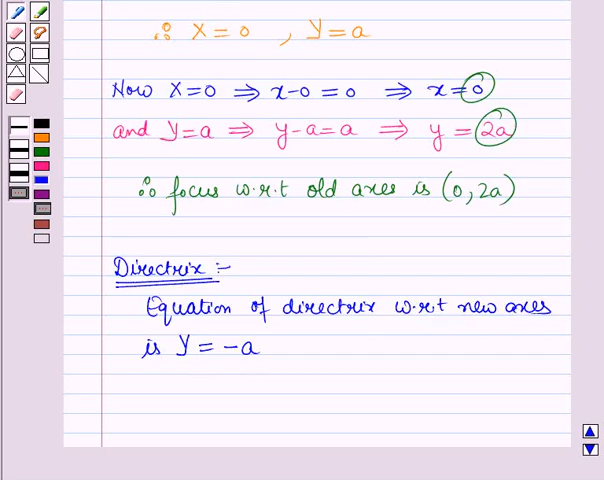 ∴ X = 0 , Y = a
Now X = 0 ⇒ x - 0 = 0 ⇒ x = 0
and Y = a ⇒ y - a = a ⇒ y = 2a
∴ focus w.r.t old axes is (0, 2a)
Directrix :-
Equation of directrix w.r.t new axes
is Y = -a